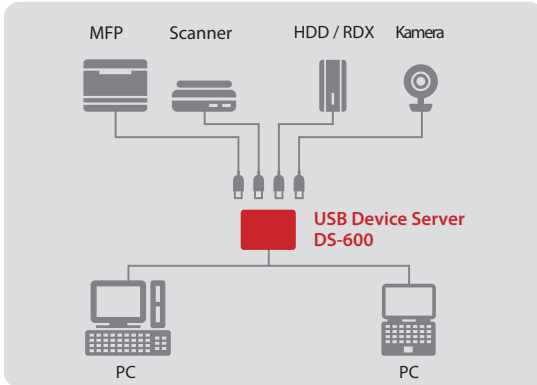 MFP
Scanner
HDD / RDX
Kamera
USB Device Server
DS-600
PC
PC